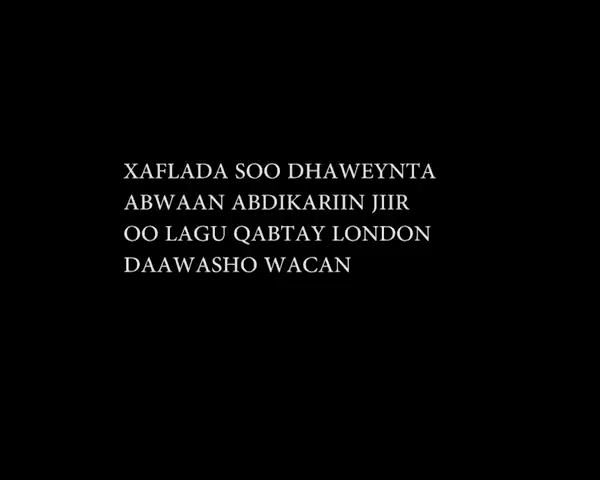 XAFLADA SOO DHAWEYNTA
ABWAAN ABDIKARIIN JIIR
OO LAGU QABTAY LONDON
DAAWASHO WACAN